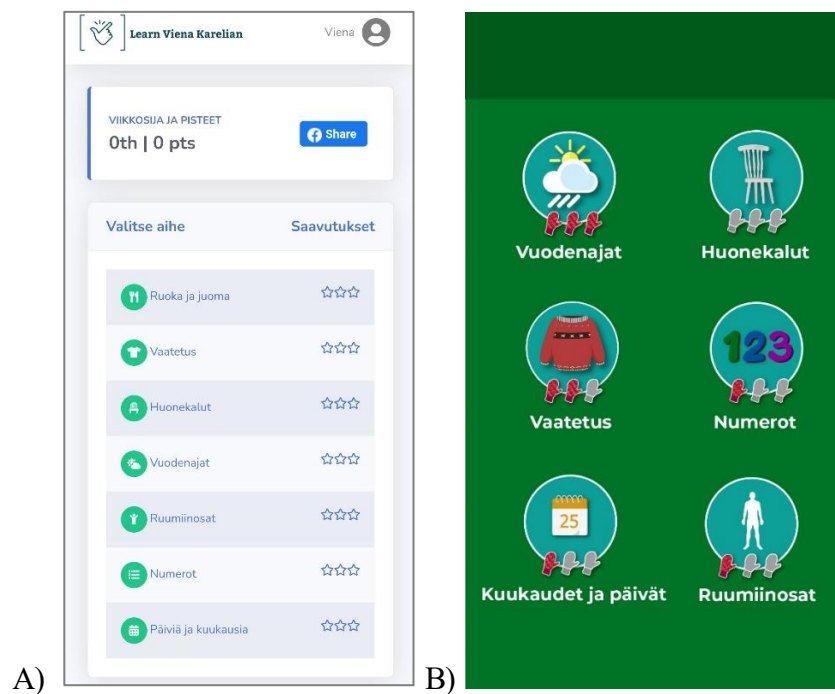 Learn Viena Karelian
Viena
VIIKKOSIJA JA PISTEET
0th | 0 pts
Share
Valitse aihe Saavutukset
Ruoka ja juoma
Vaatetus
Huonekalut
Vuodenajat
Ruumiinosat
Numerot
Päiviä ja kuukausia
A)
Vuodenajat Huonekalut
123
Vaatetus Numerot
25
Kuukaudet ja päivät Ruumiinosat
B)